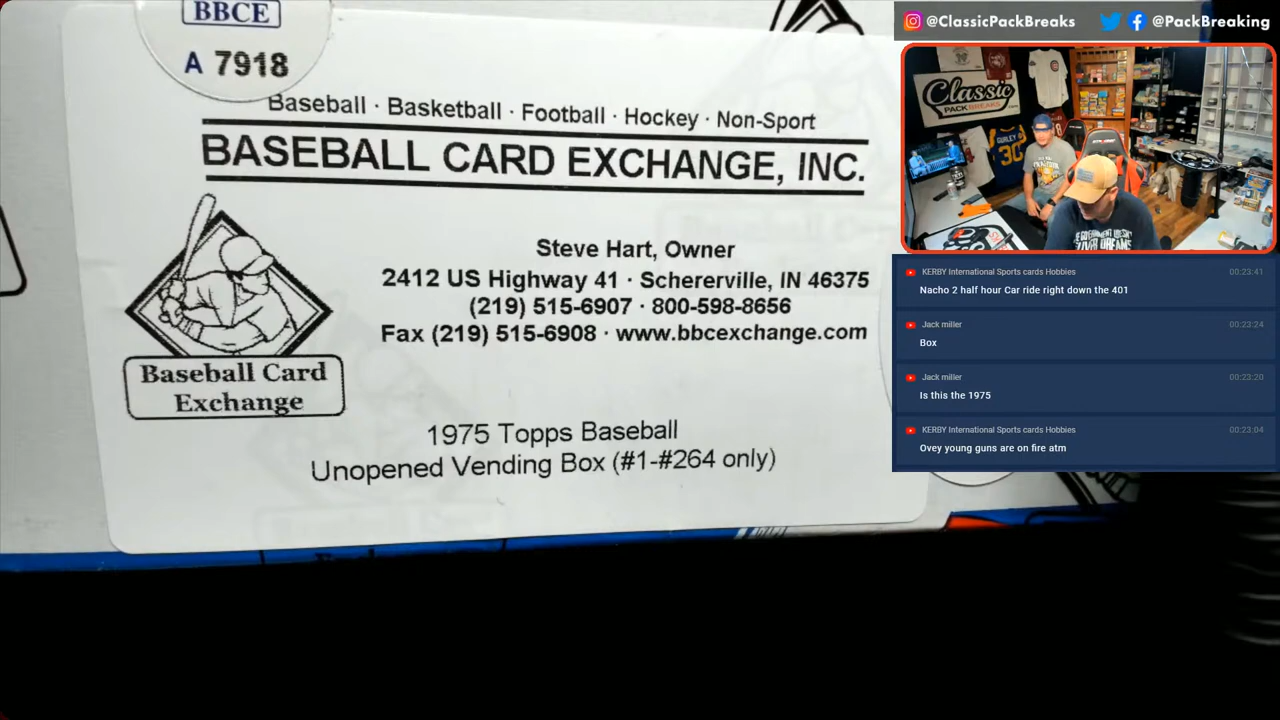 BBCE
A 7918
Baseball · Basketball · Football · Hockey · Non-Sport
BASEBALL CARD EXCHANGE, INC.
Steve Hart, Owner
2412 US Highway 41 · Schererville, IN 46375
(219) 515-6907 · 800-598-8656
Fax (219) 515-6908 · www.bbcexchange.com
Baseball Card
Exchange
1975 Topps Baseball
Unopened Vending Box (#1-#264 only)
@ClassicPackBreaks @PackBreaking
Classic
PACK BREAKS
GURLEY II
30
KERBY International Sports cards Hobbies 00:23:41
Nacho 2 half hour Car ride right down the 401
Jack miller 00:23:24
Box
Jack miller 00:23:20
Is this the 1975
KERBY International Sports cards Hobbies 00:23:04
Ovey young guns are on fire atm